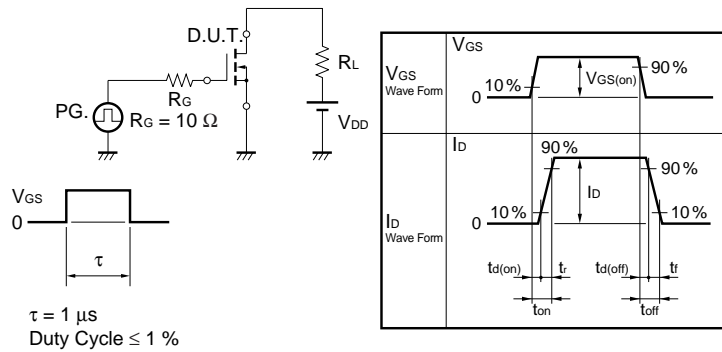 D.U.T.
RL
RG
PG.
RG = 10 Ω
VDD
VGS
0
τ
τ = 1 μs
Duty Cycle ≤ 1 %
VGS
Wave Form
VGS
10 %
VGS(on)
90 %
0
ID
Wave Form
ID
90 %
90 %
ID
10 %
10 %
0
td(on)
tr
td(off)
tf
ton
toff